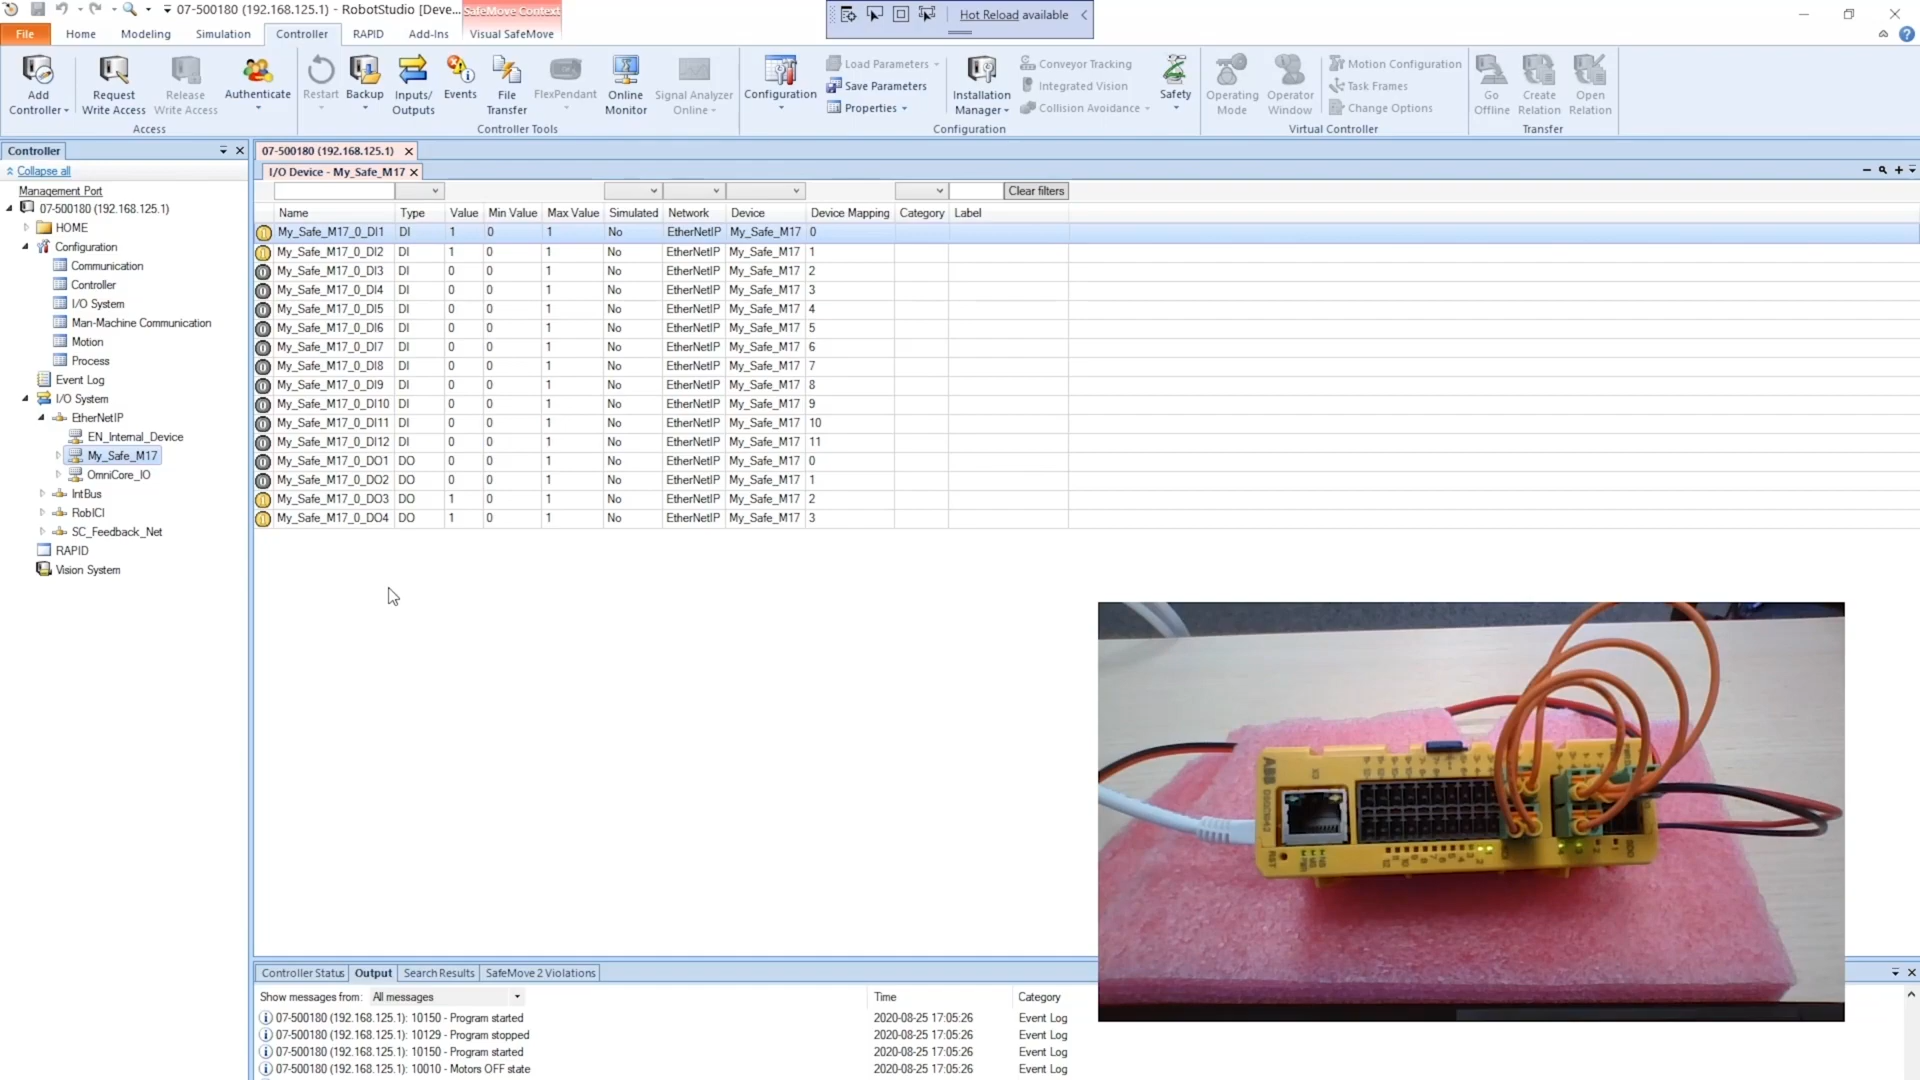 07-500180 (192.168.125.1) - RobotStudio [Deve...
SafeMove Context
Hot Reload available
File
Home
Modeling
Simulation
Controller
RAPID
Add-Ins
Visual SafeMove
Add Controller
Request Write Access
Release Write Access
Authenticate
Access
Restart
Backup
Inputs/ Outputs
Events
File Transfer
FlexPendant
Online Monitor
Signal Analyzer Online
Controller Tools
Configuration
Load Parameters
Save Parameters
Properties
Installation Manager
Conveyor Tracking
Integrated Vision
Collision Avoidance
Configuration
Safety
Operating Mode
Operator Window
Motion Configuration
Task Frames
Change Options
Virtual Controller
Go Offline
Create Relation
Open Relation
Transfer
Controller
Collapse all
Management Port
07-500180 (192.168.125.1)
HOME
Configuration
Communication
Controller
I/O System
Man-Machine Communication
Motion
Process
Event Log
I/O System
EtherNetIP
EN_Internal_Device
My_Safe_M17
OmniCore_IO
IntBus
RobICI
SC_Feedback_Net
RAPID
Vision System
07-500180 (192.168.125.1)
I/O Device - My_Safe_M17
Clear filters
Name Type Value Min Value Max Value Simulated Network Device Device Mapping Category Label
My_Safe_M17_0_DI1 DI 1 0 1 No EtherNetIP My_Safe_M17 0
My_Safe_M17_0_DI2 DI 1 0 1 No EtherNetIP My_Safe_M17 1
My_Safe_M17_0_DI3 DI 0 0 1 No EtherNetIP My_Safe_M17 2
My_Safe_M17_0_DI4 DI 0 0 1 No EtherNetIP My_Safe_M17 3
My_Safe_M17_0_DI5 DI 0 0 1 No EtherNetIP My_Safe_M17 4
My_Safe_M17_0_DI6 DI 0 0 1 No EtherNetIP My_Safe_M17 5
My_Safe_M17_0_DI7 DI 0 0 1 No EtherNetIP My_Safe_M17 6
My_Safe_M17_0_DI8 DI 0 0 1 No EtherNetIP My_Safe_M17 7
My_Safe_M17_0_DI9 DI 0 0 1 No EtherNetIP My_Safe_M17 8
My_Safe_M17_0_DI10 DI 0 0 1 No EtherNetIP My_Safe_M17 9
My_Safe_M17_0_DI11 DI 0 0 1 No EtherNetIP My_Safe_M17 10
My_Safe_M17_0_DI12 DI 0 0 1 No EtherNetIP My_Safe_M17 11
My_Safe_M17_0_DO1 DO 0 0 1 No EtherNetIP My_Safe_M17 0
My_Safe_M17_0_DO2 DO 0 0 1 No EtherNetIP My_Safe_M17 1
My_Safe_M17_0_DO3 DO 1 0 1 No EtherNetIP My_Safe_M17 2
My_Safe_M17_0_DO4 DO 1 0 1 No EtherNetIP My_Safe_M17 3
ABB
X3
RST
Controller Status
Output
Search Results
SafeMove 2 Violations
Show messages from: All messages
Time
Category
07-500180 (192.168.125.1): 10150 - Program started 2020-08-25 17:05:26 Event Log
07-500180 (192.168.125.1): 10129 - Program stopped 2020-08-25 17:05:26 Event Log
07-500180 (192.168.125.1): 10150 - Program started 2020-08-25 17:05:26 Event Log
07-500180 (192.168.125.1): 10010 - Motors OFF state 2020-08-25 17:05:26 Event Log